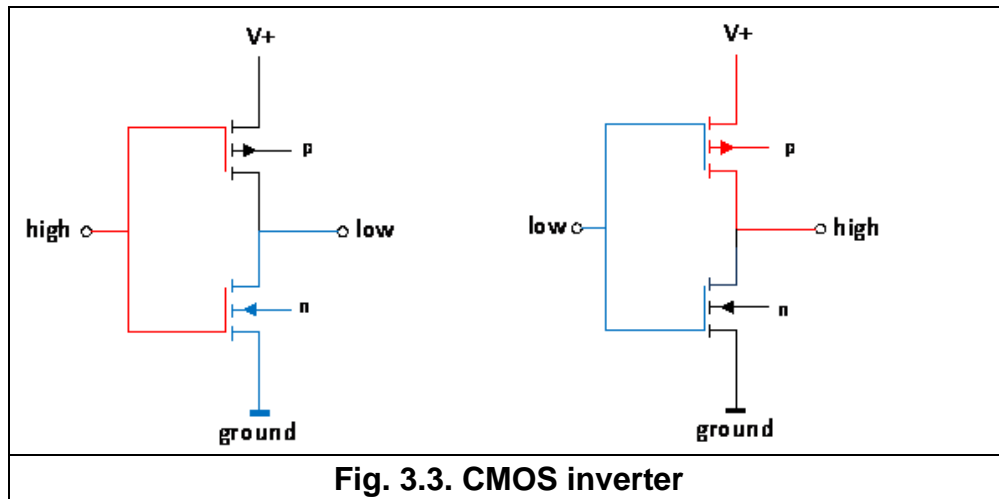 V+
p
high
low
n
ground
V+
p
low
high
n
ground
Fig. 3.3. CMOS inverter